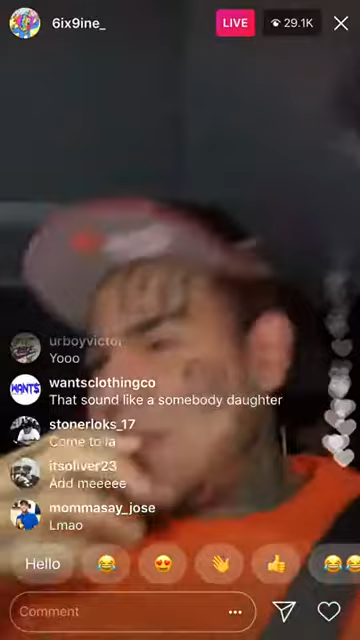 6ix9ine_
LIVE
29.1K
urboyvictor
Yooo
WANTS
wantsclothingco
That sound like a somebody daughter
stonerloks_17
Come to la
itsoliver23
Add meeeee
mommasay_jose
Lmao
Hello
Comment